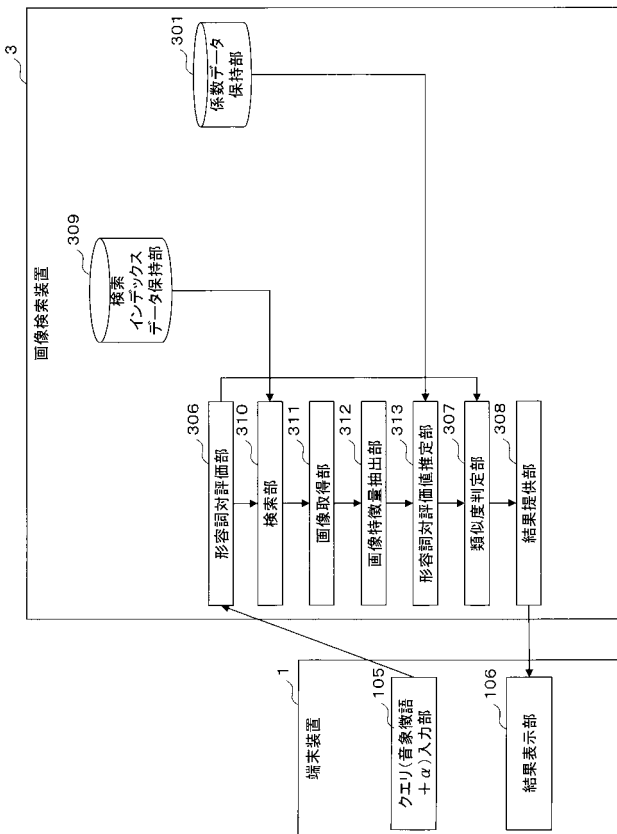 画像検索装置
3
309
検索
インデックス
データ保持部
301
係数データ
保持部
306
形容詞対評価部
310
検索部
311
画像取得部
312
画像特徴量抽出部
313
形容詞対評価値推定部
307
類似度判定部
308
結果提供部
1
端末装置
105
クエリ(音象徴語
+α)入力部
106
結果表示部